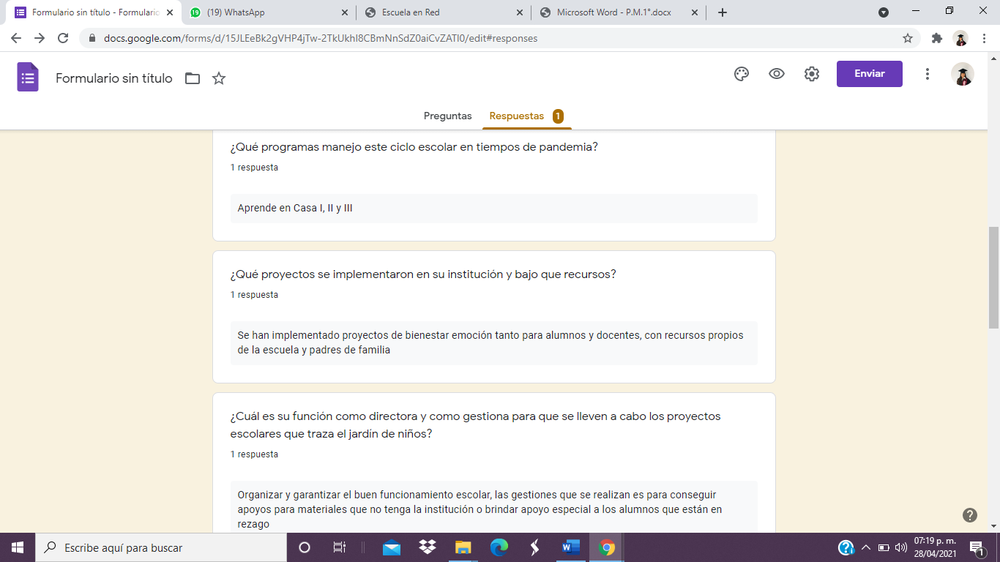 Formulario sin título - Formulario
(19) WhatsApp
Escuela en Red
Microsoft Word - P.M.1°.docx
docs.google.com/forms/d/15JLEeBk2gVHP4jTw-2TkUkhI8CBmNnSdZ0aiCvZATI0/edit#responses
Formulario sin título
Enviar
Preguntas
Respuestas 1
¿Qué programas manejo este ciclo escolar en tiempos de pandemia?
1 respuesta
Aprende en Casa I, II y III
¿Qué proyectos se implementaron en su institución y bajo que recursos?
1 respuesta
Se han implementado proyectos de bienestar emoción tanto para alumnos y docentes, con recursos propios
de la escuela y padres de familia
¿Cuál es su función como directora y como gestiona para que se lleven a cabo los proyectos
escolares que traza el jardín de niños?
1 respuesta
Organizar y garantizar el buen funcionamiento escolar, las gestiones que se realizan es para conseguir
apoyos para materiales que no tenga la institución o brindar apoyo especial a los alumnos que están en
rezago
Escribe aquí para buscar
07:19 p. m.
28/04/2021
1